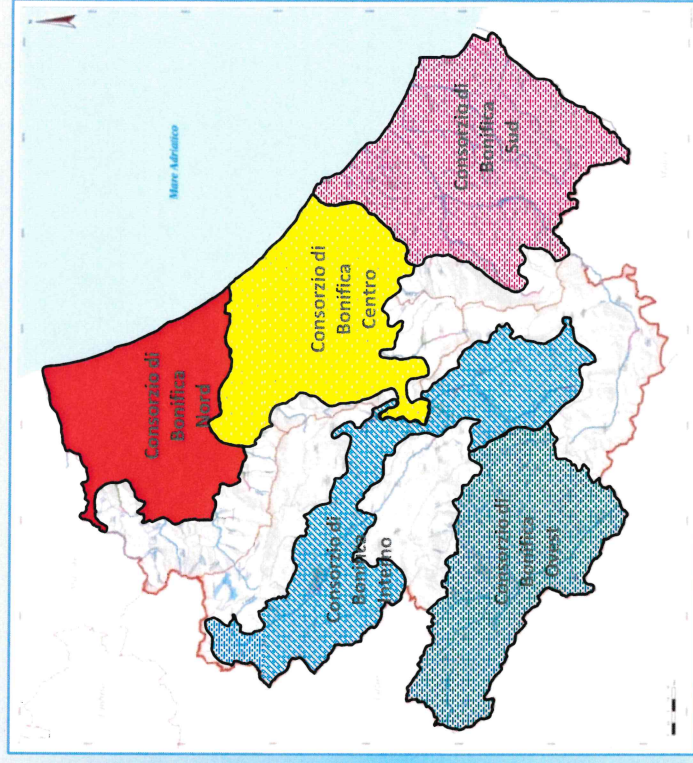 Mare Adriatico
Consorzio di
Bonifica
Nord
Consorzio di
Bonifica
Centro
Consorzio di
Bonifica
Interno
Consorzio di
Bonifica
Ovest
Consorzio di
Bonifica
Sud